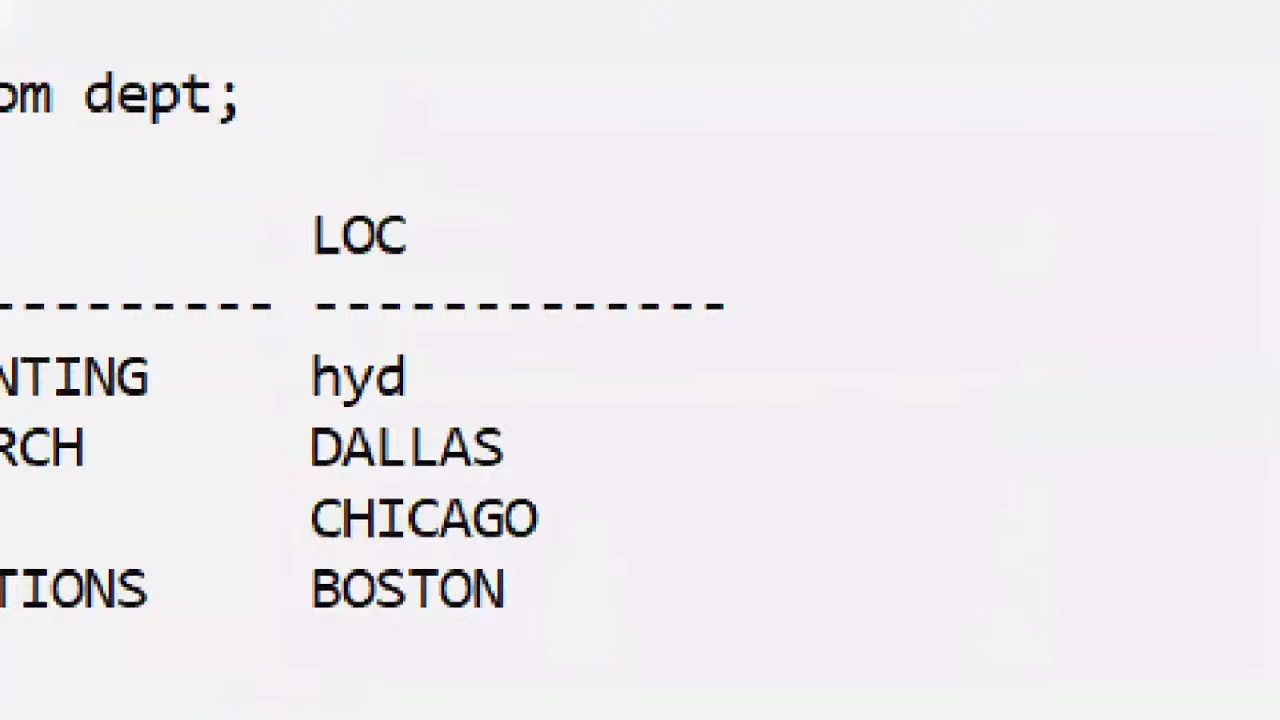 om dept;
LOC
--------- -------------
NTING hyd
RCH DALLAS
CHICAGO
TIONS BOSTON